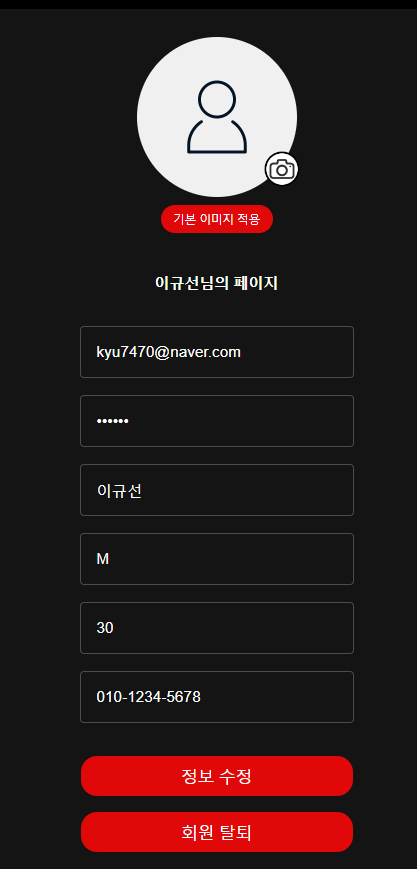 기본 이미지 적용
이규선님의 페이지
kyu7470@naver.com
••••••
이규선
M
30
010-1234-5678
정보 수정
회원 탈퇴